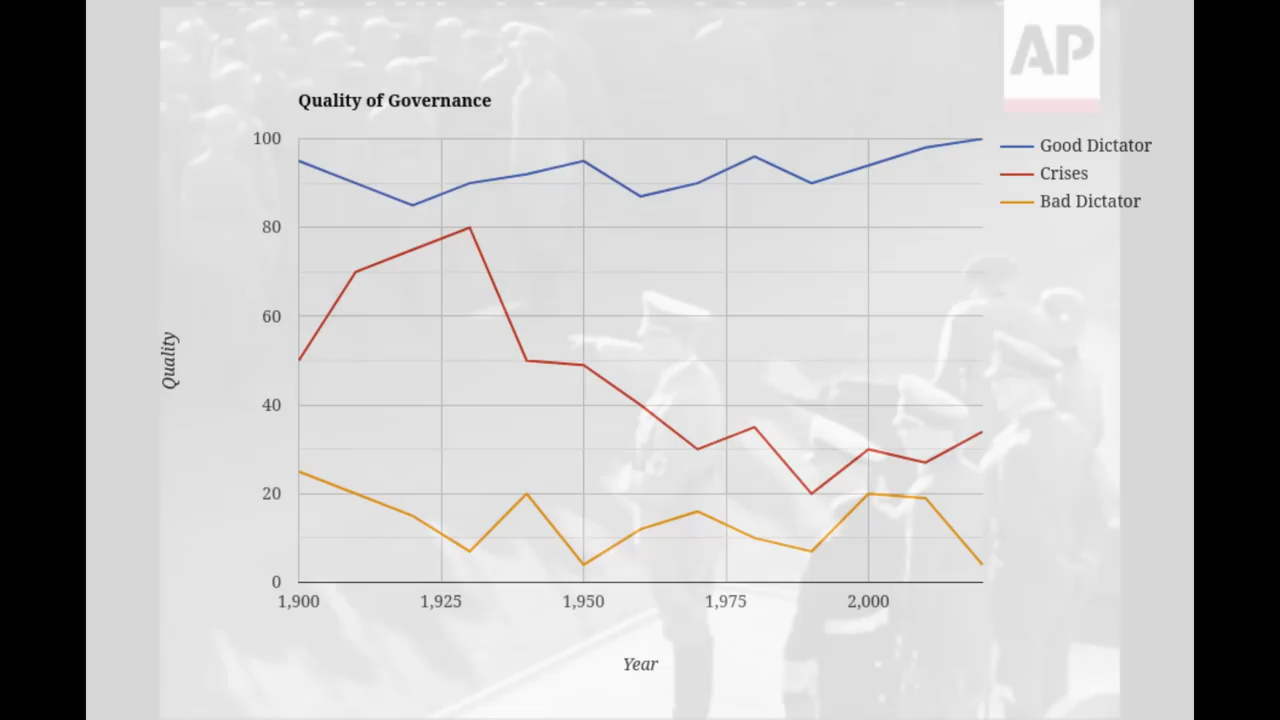 AP
Quality of Governance
100
80
60
40
20
0
Quality
1,900
1,925
1,950
1,975
2,000
Year
Good Dictator
Crises
Bad Dictator